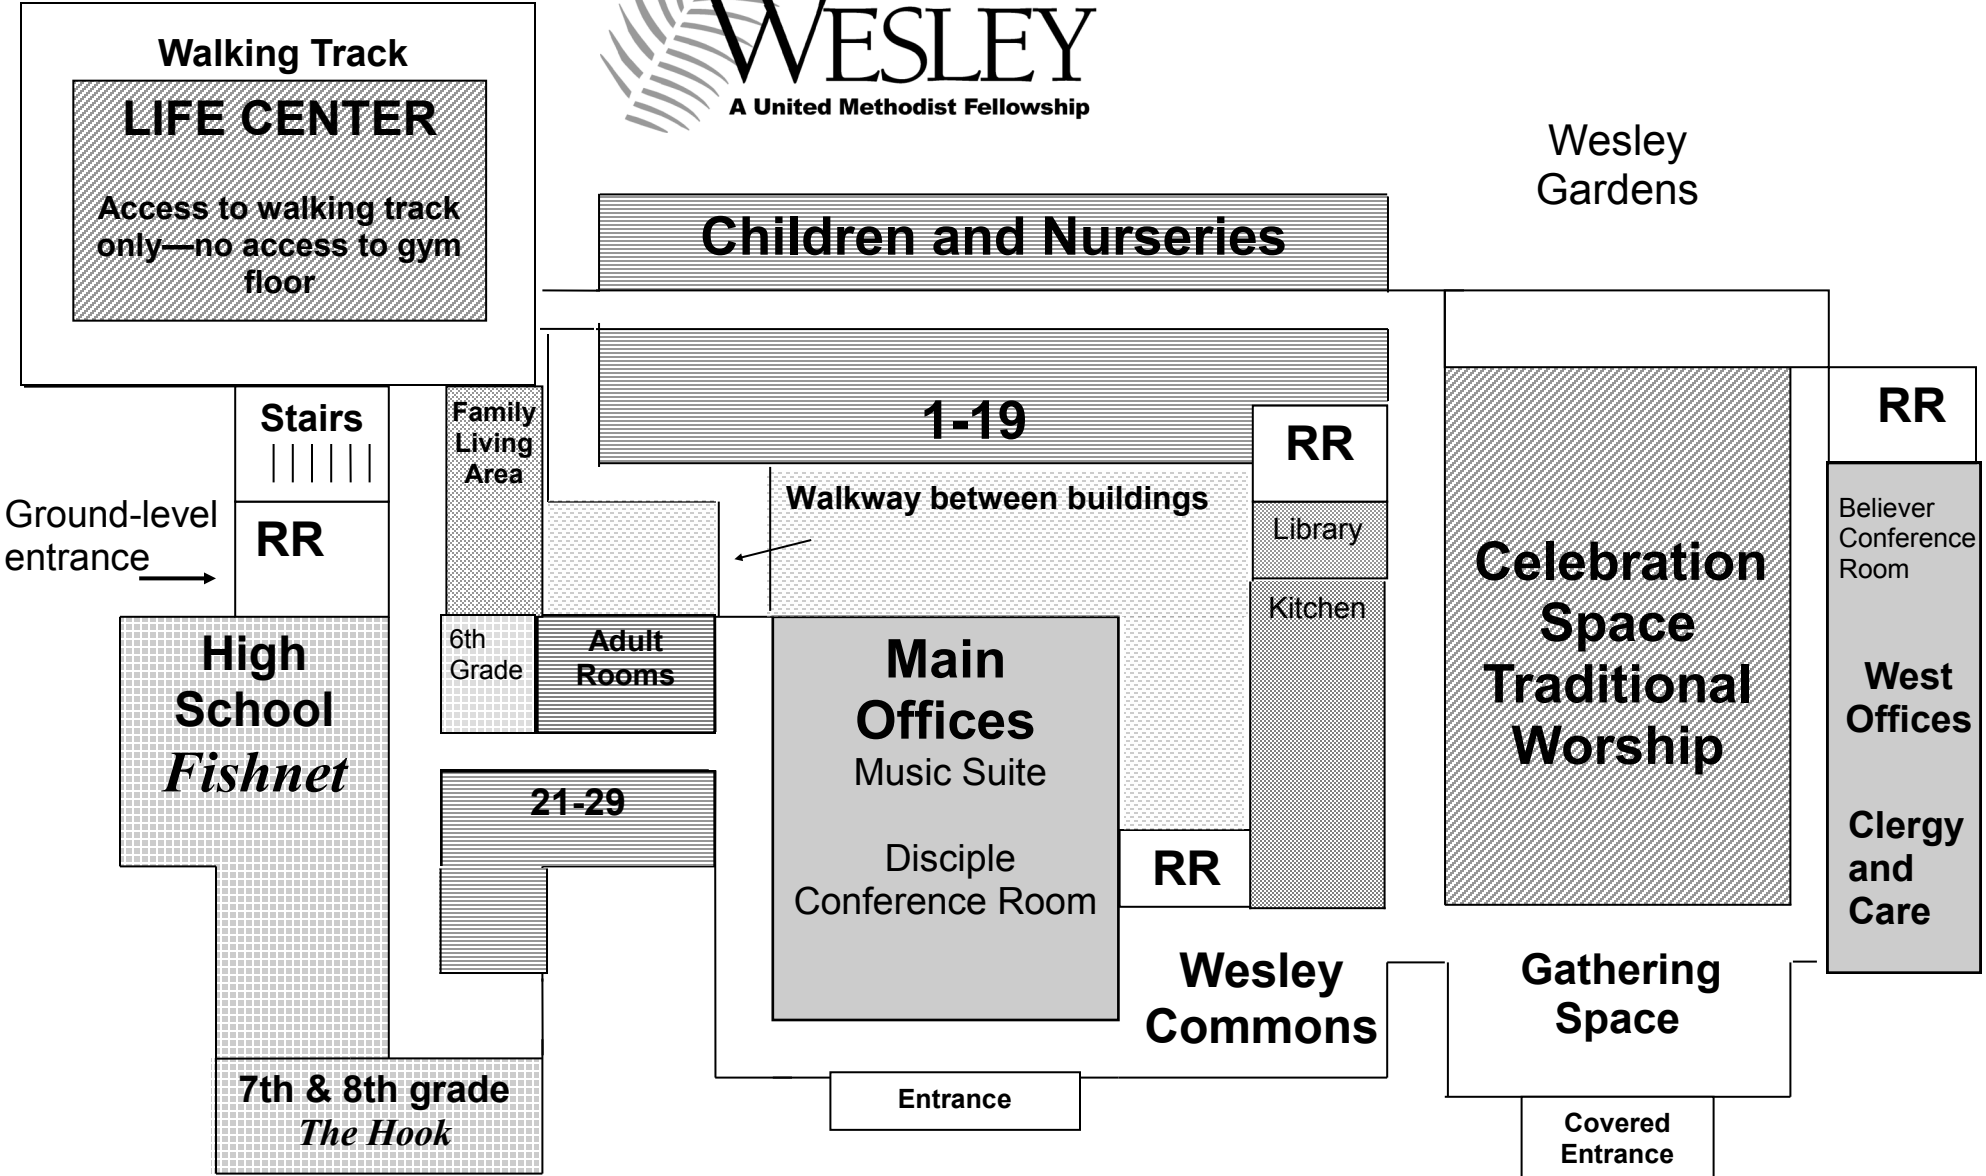 WESLEY
A United Methodist Fellowship
Walking Track
LIFE CENTER
Access to walking track
only—no access to gym
floor
Wesley
Gardens
Children and Nurseries
1-19
RR
Stairs
Family
Living
Area
Walkway between buildings
RR
Ground-level
entrance
RR
Library
Kitchen
Celebration
Space
Traditional
Worship
Believer
Conference
Room
West
Offices
Clergy
and
Care
High
School
Fishnet
6th
Grade
Adult
Rooms
Main
Offices
Music Suite
Disciple
Conference Room
21-29
RR
Wesley
Commons
Gathering
Space
7th & 8th grade
The Hook
Entrance
Covered
Entrance